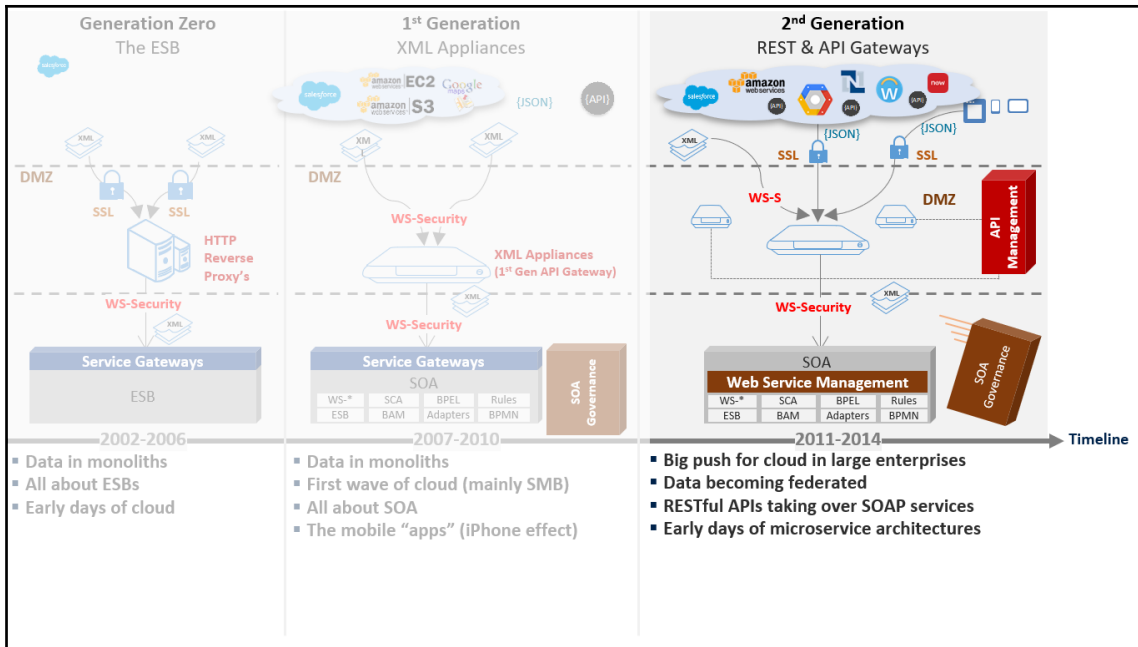 Generation Zero
The ESB
salesforce
XML
XML
DMZ
SSL
SSL
HTTP
Reverse
Proxy's
WS-Security
XML
Service Gateways
ESB
2002-2006
▪ Data in monoliths
▪ All about ESBs
▪ Early days of cloud
1st Generation
XML Appliances
salesforce
amazon
webservices
EC2
amazon
webservices
S3
Google
maps
{JSON}
{API}
XM
XML
DMZ
WS-Security
XML Appliances
(1st Gen API Gateway)
XML
WS-Security
Service Gateways
SOA
WS-* SCA BPEL Rules
ESB BAM Adapters BPMN
SOA
Governance
2007-2010
▪ Data in monoliths
▪ First wave of cloud (mainly SMB)
▪ All about SOA
▪ The mobile “apps” (iPhone effect)
2nd Generation
REST & API Gateways
salesforce
amazon
webservices
{API}
N
{API}
W
{API}
now
{JSON}
{JSON}
XML
SSL
SSL
WS-S
DMZ
API
Management
WS-Security
XML
SOA
Web Service Management
WS-* SCA BPEL Rules
ESB BAM Adapters BPMN
SOA
Governance
2011-2014
Timeline
▪ Big push for cloud in large enterprises
▪ Data becoming federated
▪ RESTful APIs taking over SOAP services
▪ Early days of microservice architectures